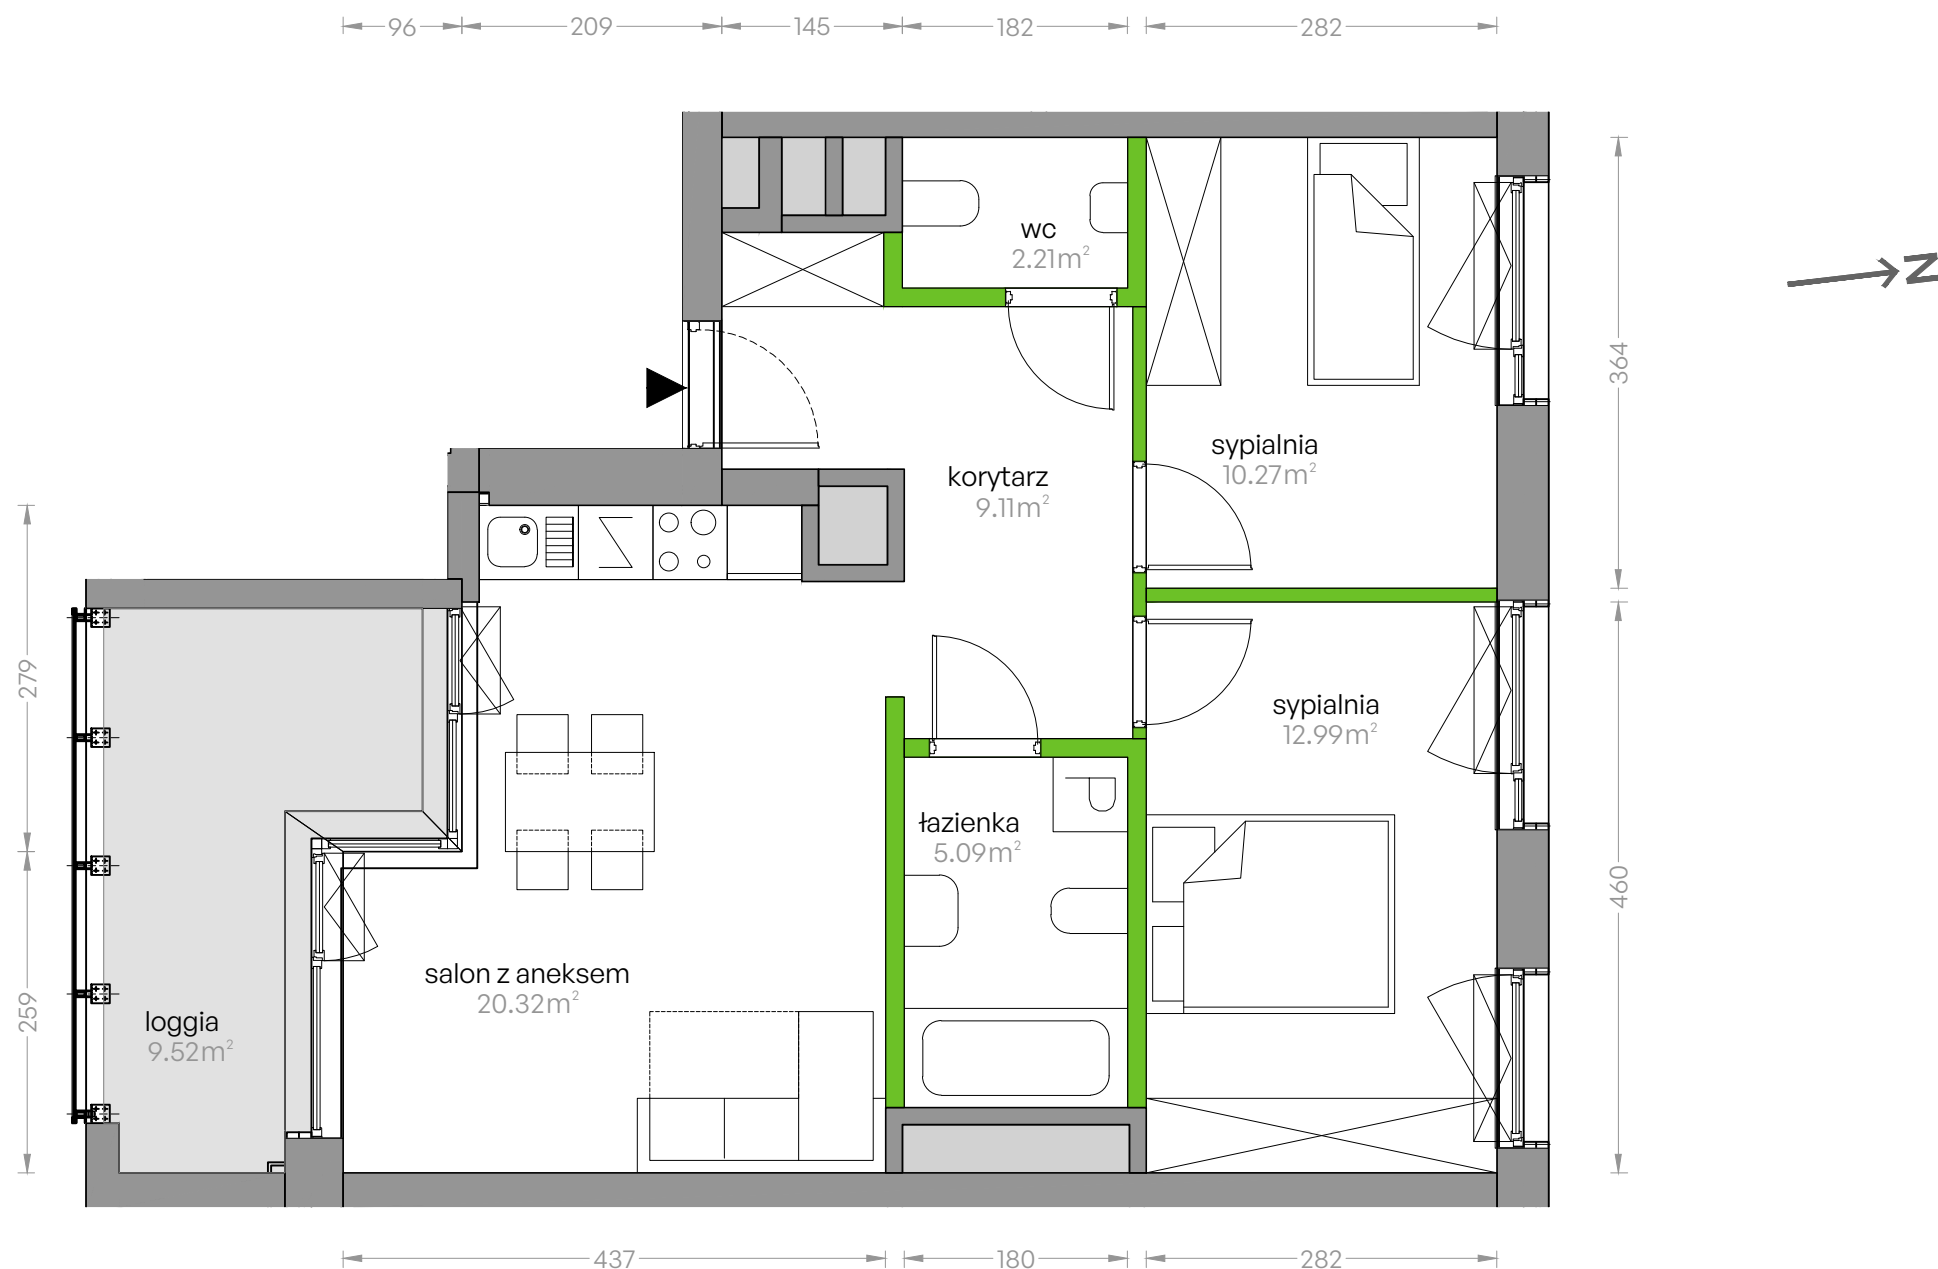 96
209
145
182
282
wc
2.21m²
N
364
sypialnia
10.27m²
korytarz
9.11m²
279
sypialnia
12.99m²
łazienka
5.09m²
460
salon z aneksem
20.32m²
259
loggia
9.52m²
437
180
282